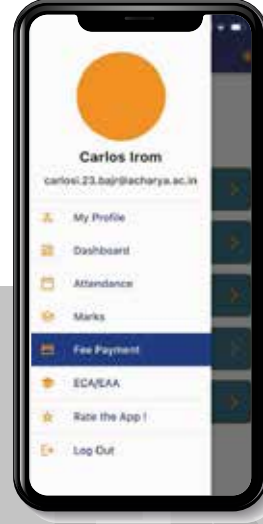 Carlos Irom
carlosi.23.bajr@acharya.ac.in
My Profile
Dashboard
Attendance
Marks
Fee Payment
ECA/EAA
Rate the App !
Log Out